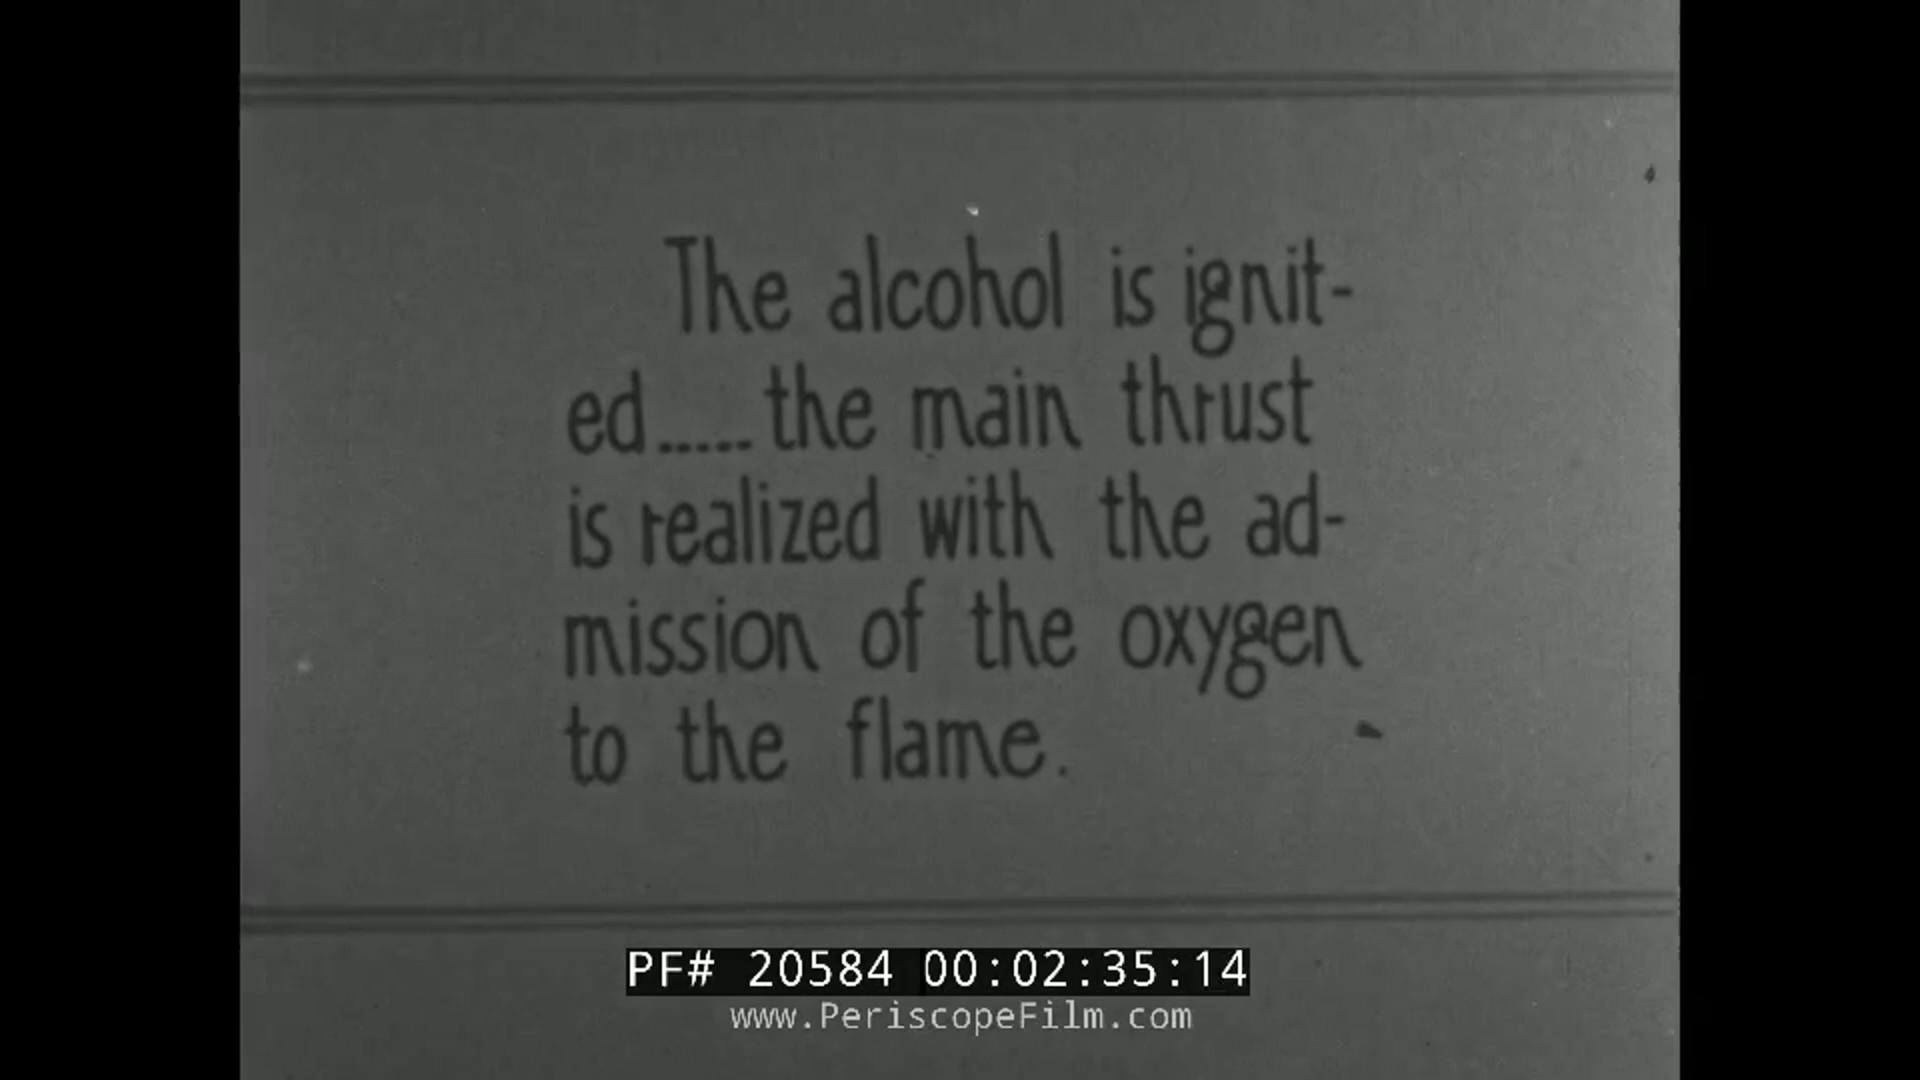 The alcohol is ignit-
ed.....the main thrust
is realized with the ad-
mission of the oxygen
to the flame.
PF# 20584 00:02:35:14
www.PeriscopeFilm.com